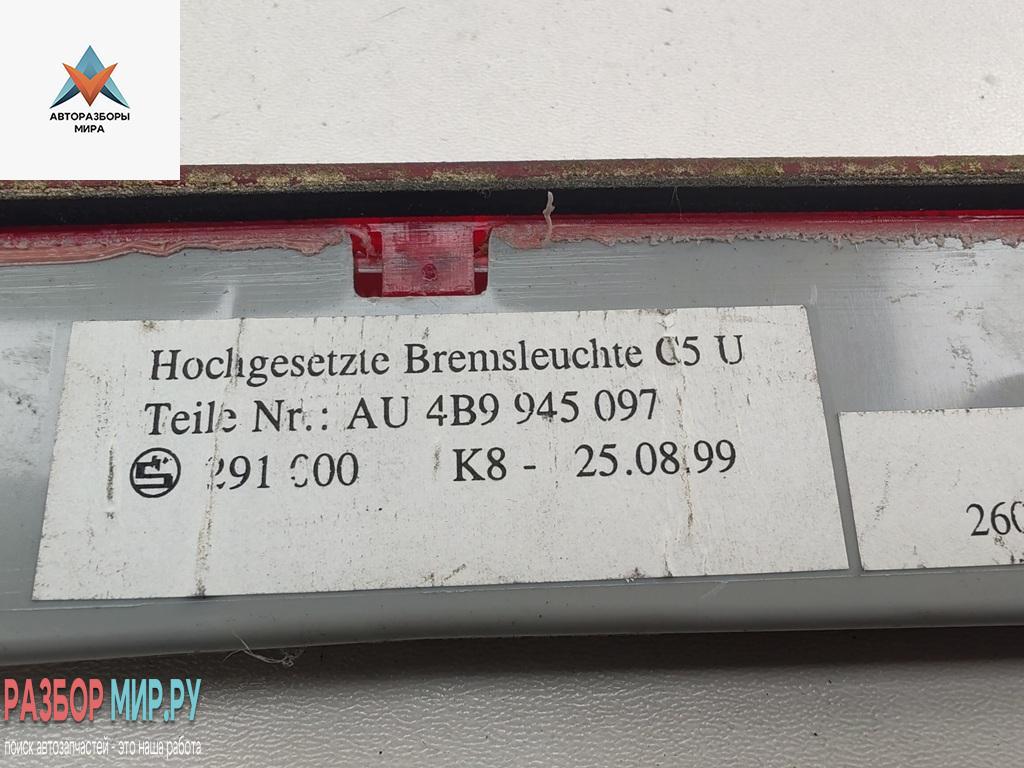 АВТОРАЗБОРЫ
МИРА
Hochgesetzte Bremsleuchte C5 U
Teile Nr.: AU 4B9 945 097
291 000 K8 - 25.08.99
260
РАЗБОР МИР.РУ
поиск автозапчастей - это наша работа